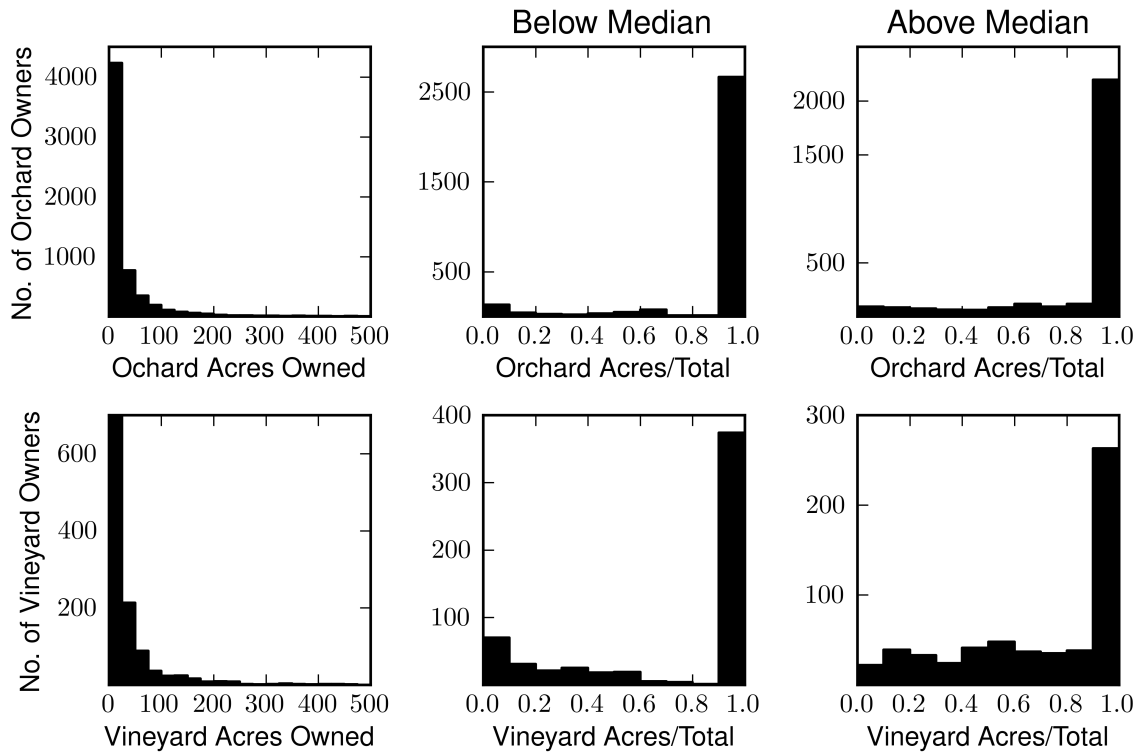 Below Median
Above Median
No. of Orchard Owners
4000
3000
2000
1000
0 100 200 300 400 500
Ochard Acres Owned
2500
1500
500
0.0 0.2 0.4 0.6 0.8 1.0
Orchard Acres/Total
2000
1500
500
0.0 0.2 0.4 0.6 0.8 1.0
Orchard Acres/Total
No. of Vineyard Owners
600
400
200
0 100 200 300 400 500
Vineyard Acres Owned
400
300
200
100
0.0 0.2 0.4 0.6 0.8 1.0
Vineyard Acres/Total
300
200
100
0.0 0.2 0.4 0.6 0.8 1.0
Vineyard Acres/Total